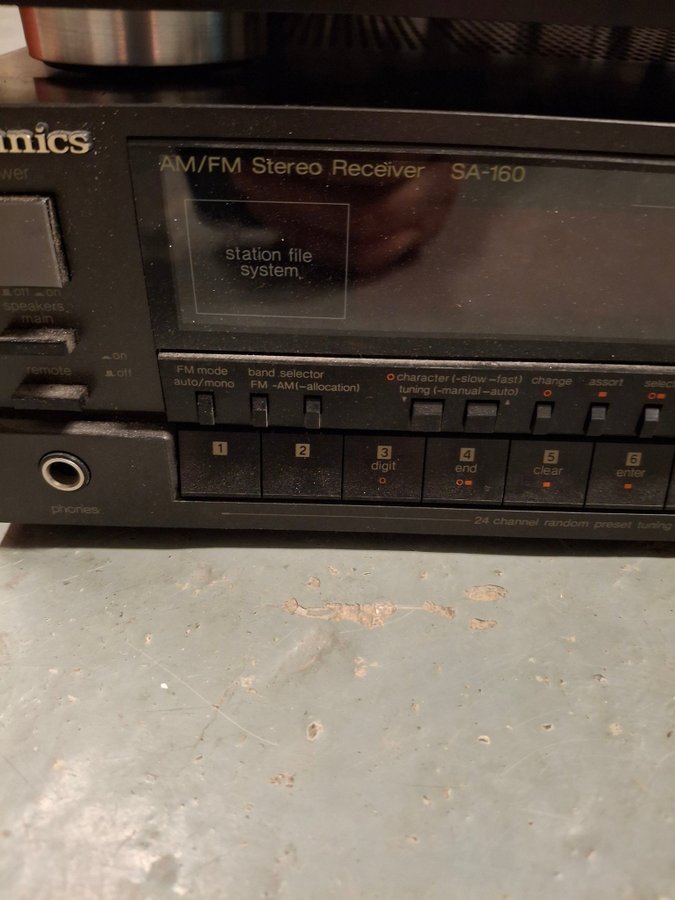 nnics
AM/FM Stereo Receiver SA-160
wer
station file
system
off on
speakers
main
on
off
remote
FM mode
auto/mono
band selector
FM - AM(-allocation)
character (-slow -fast)
tuning (-manual -auto)
change
assort
select
1
2
3
digit
4
end
5
clear
6
enter
phones
24 channel random preset tuning